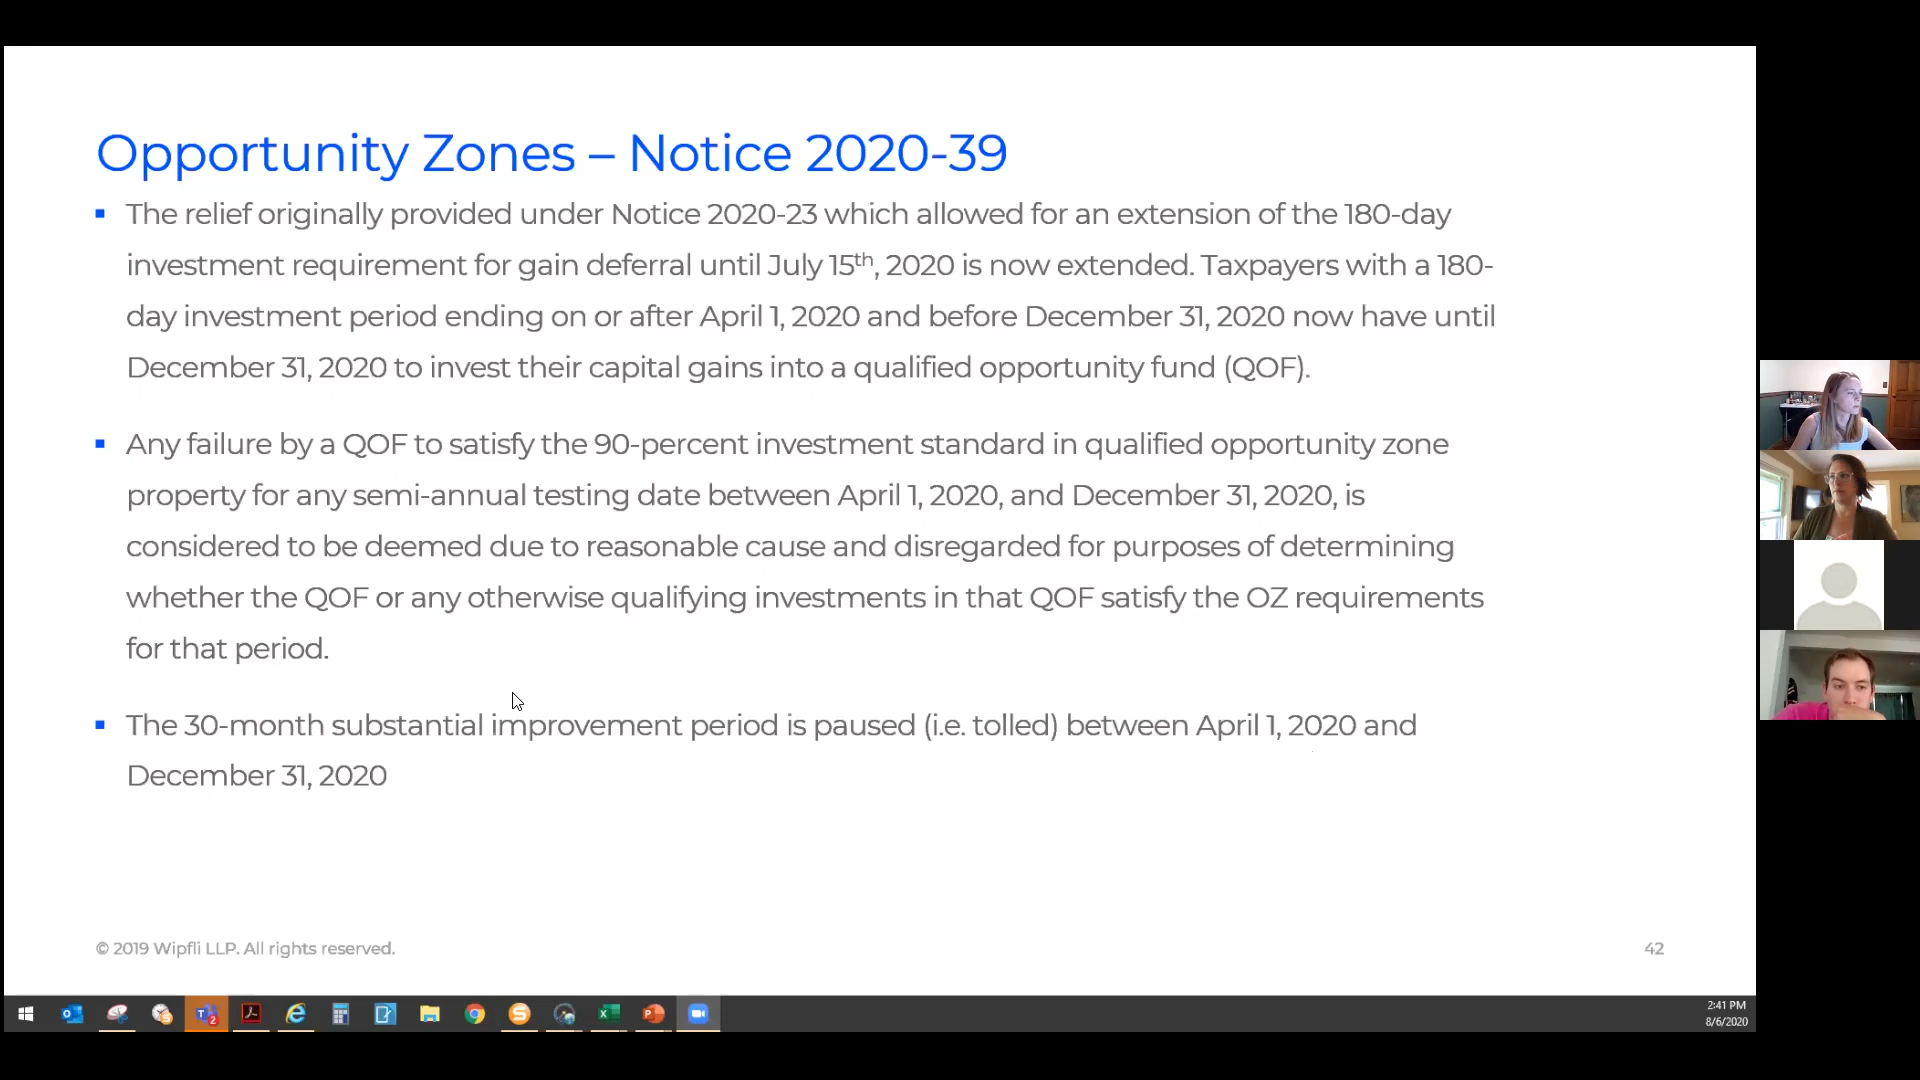 Opportunity Zones – Notice 2020-39
▪ The relief originally provided under Notice 2020-23 which allowed for an extension of the 180-day
investment requirement for gain deferral until July 15th, 2020 is now extended. Taxpayers with a 180-
day investment period ending on or after April 1, 2020 and before December 31, 2020 now have until
December 31, 2020 to invest their capital gains into a qualified opportunity fund (QOF).
▪ Any failure by a QOF to satisfy the 90-percent investment standard in qualified opportunity zone
property for any semi-annual testing date between April 1, 2020, and December 31, 2020, is
considered to be deemed due to reasonable cause and disregarded for purposes of determining
whether the QOF or any otherwise qualifying investments in that QOF satisfy the OZ requirements
for that period.
▪ The 30-month substantial improvement period is paused (i.e. tolled) between April 1, 2020 and
December 31, 2020
© 2019 Wipfli LLP. All rights reserved.
42
2:41 PM
8/6/2020